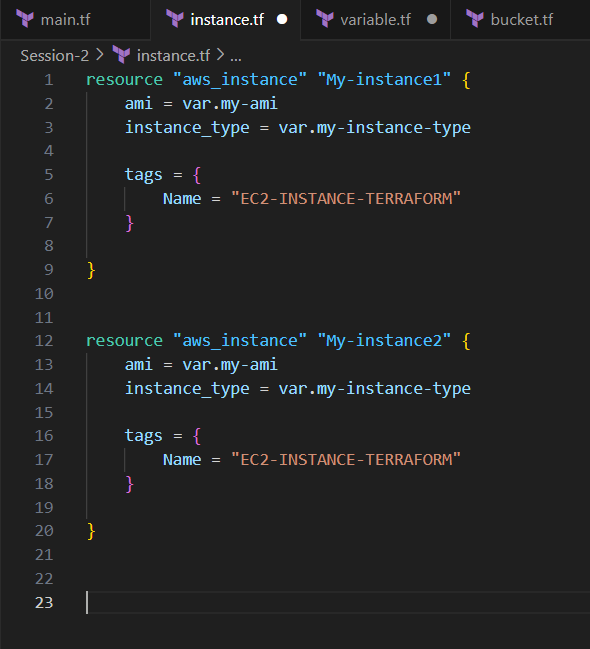 main.tf instance.tf variable.tf bucket.tf
Session-2 > instance.tf > ...
1 resource "aws_instance" "My-instance1" {
2 ami = var.my-ami
3 instance_type = var.my-instance-type
4
5 tags = {
6 Name = "EC2-INSTANCE-TERRAFORM"
7 }
8
9 }
10
11
12 resource "aws_instance" "My-instance2" {
13 ami = var.my-ami
14 instance_type = var.my-instance-type
15
16 tags = {
17 Name = "EC2-INSTANCE-TERRAFORM"
18 }
19
20 }
21
22
23